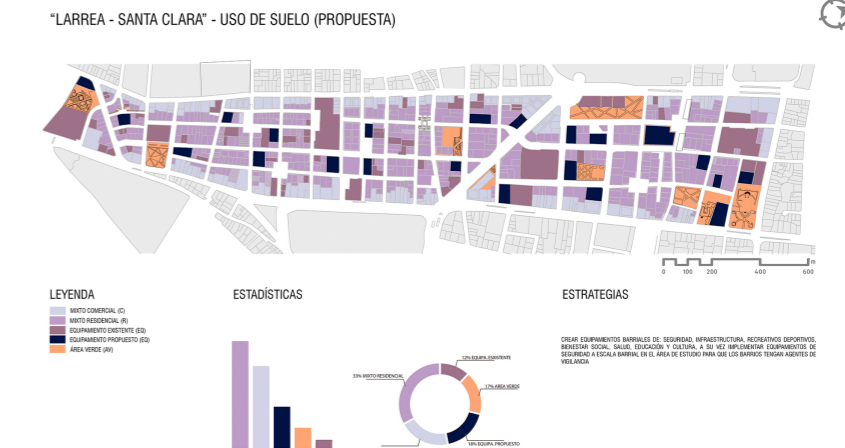 “LARREA - SANTA CLARA” - USO DE SUELO (PROPUESTA)
0 100 200 400 600
m
LEYENDA
MIXTO COMERCIAL (C)
MIXTO RESIDENCIAL (R)
EQUIPAMIENTO EXISTENTE (EQ)
EQUIPAMIENTO PROPUESTO (EQ)
ÁREA VERDE (AV)
ESTADÍSTICAS
12% EQUIPA. EXISTENTE
33% MIXTO RESIDENCIAL
17% AREA VERDE
18% EQUIPA. PROPUESTO
ESTRATEGIAS
CREAR EQUIPAMIENTOS BARRIALES DE: SEGURIDAD, INFRAESTRUCTURA, RECREATIVOS DEPORTIVOS,
BIENESTAR SOCIAL, SALUD, EDUCACIÓN Y CULTURA, A SU VEZ IMPLEMENTAR EQUIPAMIENTOS DE
SEGURIDAD A ESCALA BARRIAL EN EL ÁREA DE ESTUDIO PARA QUE LOS BARRIOS TENGAN AGENTES DE
VIGILANCIA